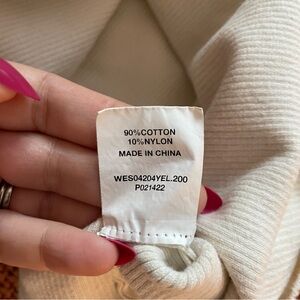 90%COTTON
10%NYLON
MADE IN CHINA
WES04204YEL.200
P021422